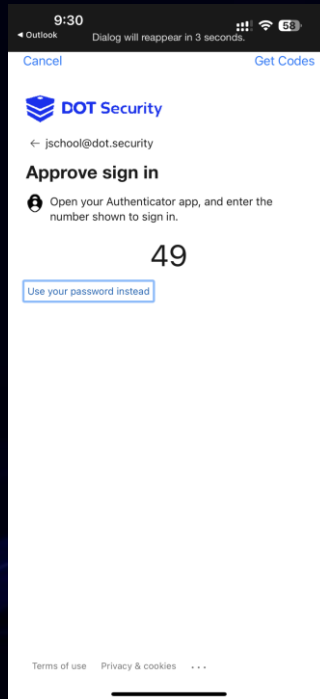 9:30
58
◄ Outlook
Dialog will reappear in 3 seconds.
Cancel
Get Codes
DOT Security
← jschool@dot.security
Approve sign in
Open your Authenticator app, and enter the
number shown to sign in.
49
Use your password instead
Terms of use
Privacy & cookies
...